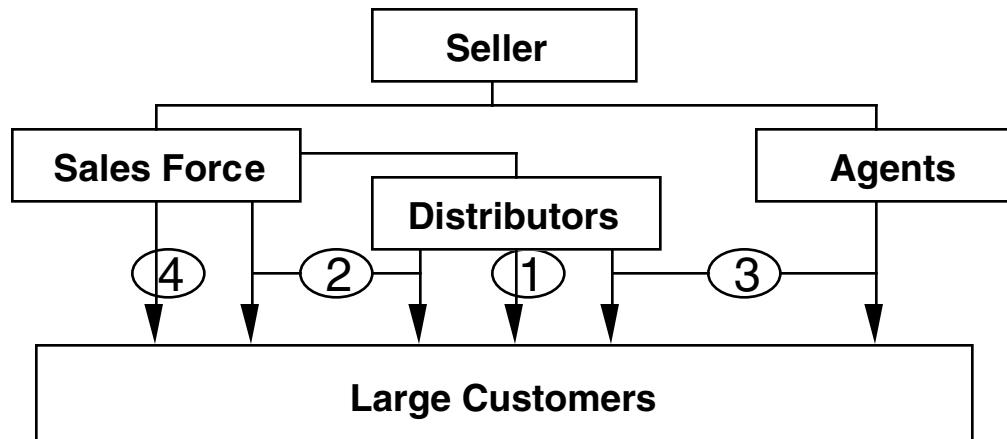 Seller
Sales Force
Agents
Distributors
4
2
1
3
Large Customers